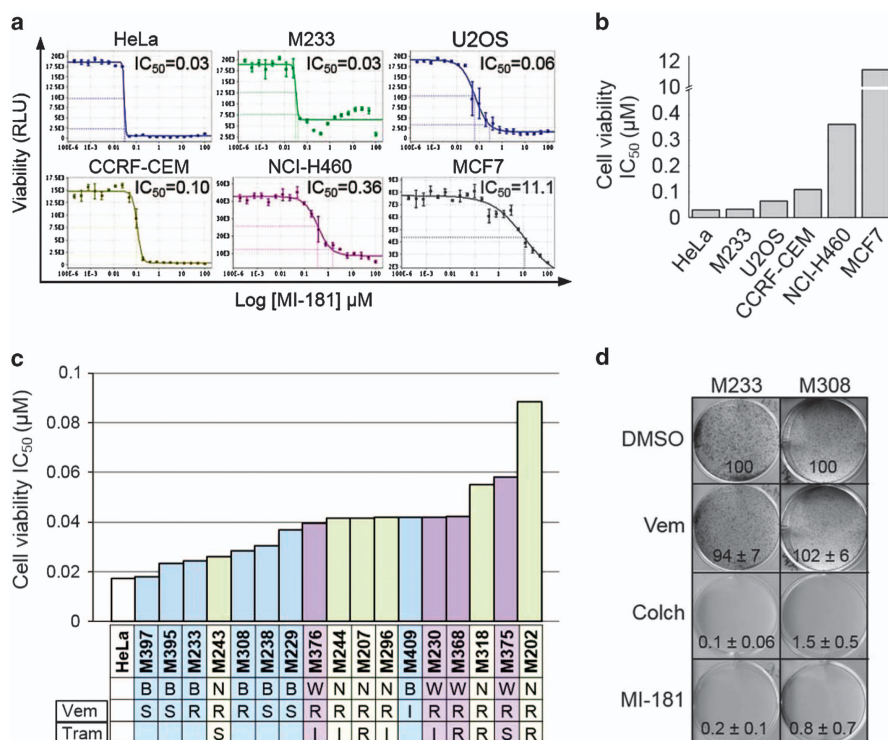 a
HeLa
M233
U2OS
IC50=0.03
IC50=0.03
IC50=0.06
CCRF-CEM
NCI-H460
MCF7
IC50=0.10
IC50=0.36
IC50=11.1
Viability (RLU)
Log [MI-181] µM
b
Cell viability
IC50 (µM)
12
10
0.4
0.3
0.2
0.1
0
HeLa
M233
U2OS
CCRF-CEM
NCI-H460
MCF7
c
Cell viability IC50 (µM)
0.1
0.08
0.06
0.04
0.02
0
HeLa M397 M395 M233 M243 M308 M238 M229 M376 M244 M207 M296 M409 M230 M368 M318 M375 M202
B B B N B B B W N N N B W W N W N
Vem S S R R R S S R R R R I R R R R R
Tram S I I R I I R R S R
d
M233 M308
DMSO 100 100
Vem 94 ± 7 102 ± 6
Colch 0.1 ± 0.06 1.5 ± 0.5
MI-181 0.2 ± 0.1 0.8 ± 0.7